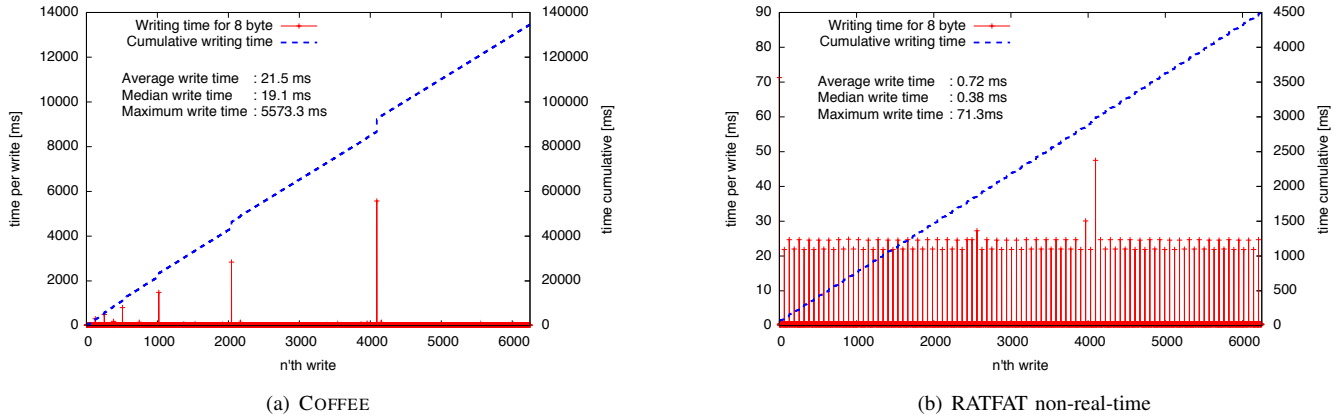 Writing time for 8 byte
Cumulative writing time
Average write time : 21.5 ms
Median write time : 19.1 ms
Maximum write time : 5573.3 ms
14000
12000
10000
8000
6000
4000
2000
0
time per write [ms]
140000
120000
100000
80000
60000
40000
20000
0
time cumulative [ms]
0 1000 2000 3000 4000 5000 6000
n'th write
(a) COFFEE
Writing time for 8 byte
Cumulative writing time
Average write time : 0.72 ms
Median write time : 0.38 ms
Maximum write time : 71.3ms
90
80
70
60
50
40
30
20
10
0
time per write [ms]
4500
4000
3500
3000
2500
2000
1500
1000
500
0
time cumulative [ms]
0 1000 2000 3000 4000 5000 6000
n'th write
(b) RATFAT non-real-time